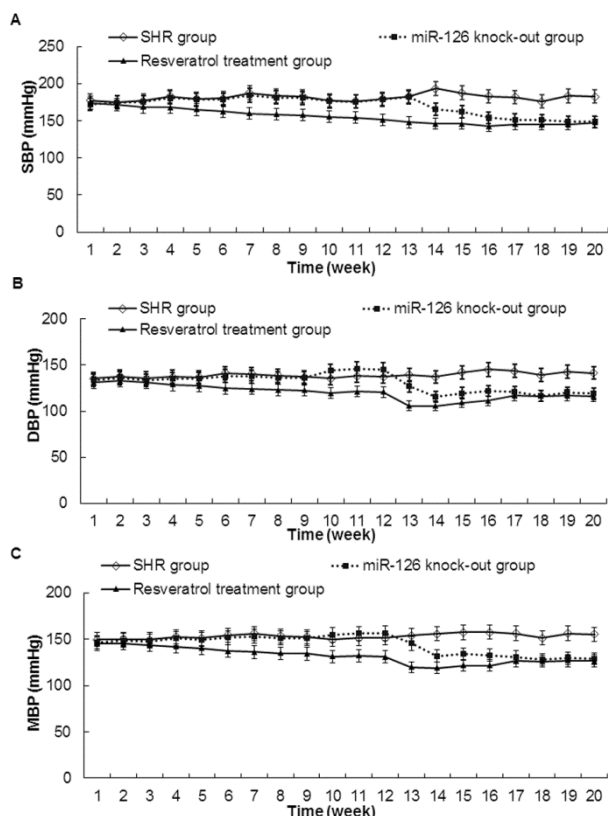 A
SHR group
miR-126 knock-out group
Resvératrol treatment group
250
200
150
100
50
0
SBP (mmHg)
1 2 3 4 5 6 7 8 9 10 11 12 13 14 15 16 17 18 19 20
Time (week)
B
SHR group
miR-126 knock-out group
Resveratrol treatment group
200
150
100
50
0
DBP (mmHg)
1 2 3 4 5 6 7 8 9 10 11 12 13 14 15 16 17 18 19 20
Time (week)
C
SHR group
miR-126 knock-out group
Resveratrol treatment group
200
150
100
50
0
MBP (mmHg)
1 2 3 4 5 6 7 8 9 10 11 12 13 14 15 16 17 18 19 20
Time (week)